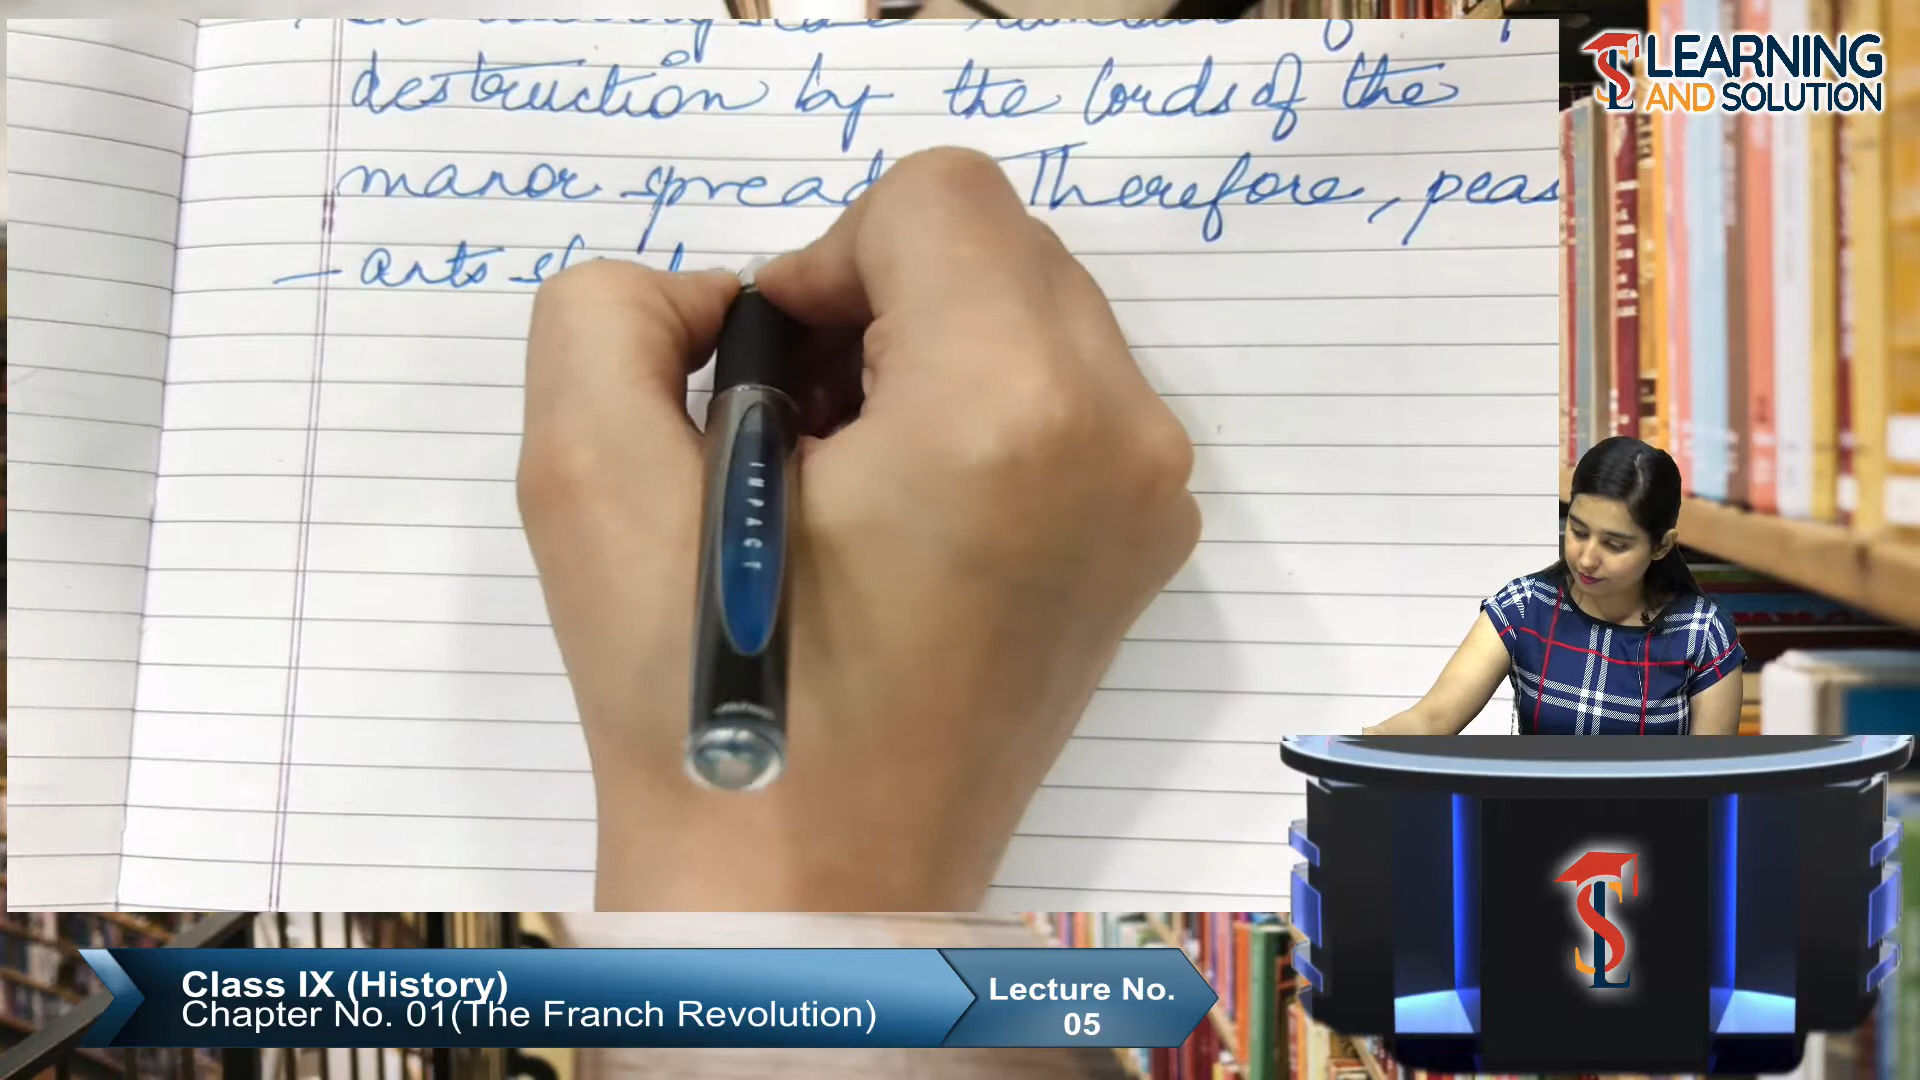 destruction by the lords of the
manor spread Therefore, peas
- ants
IMPACT
LEARNING
AND SOLUTION
Class IX (History)
Chapter No. 01(The Franch Revolution)
Lecture No.
05